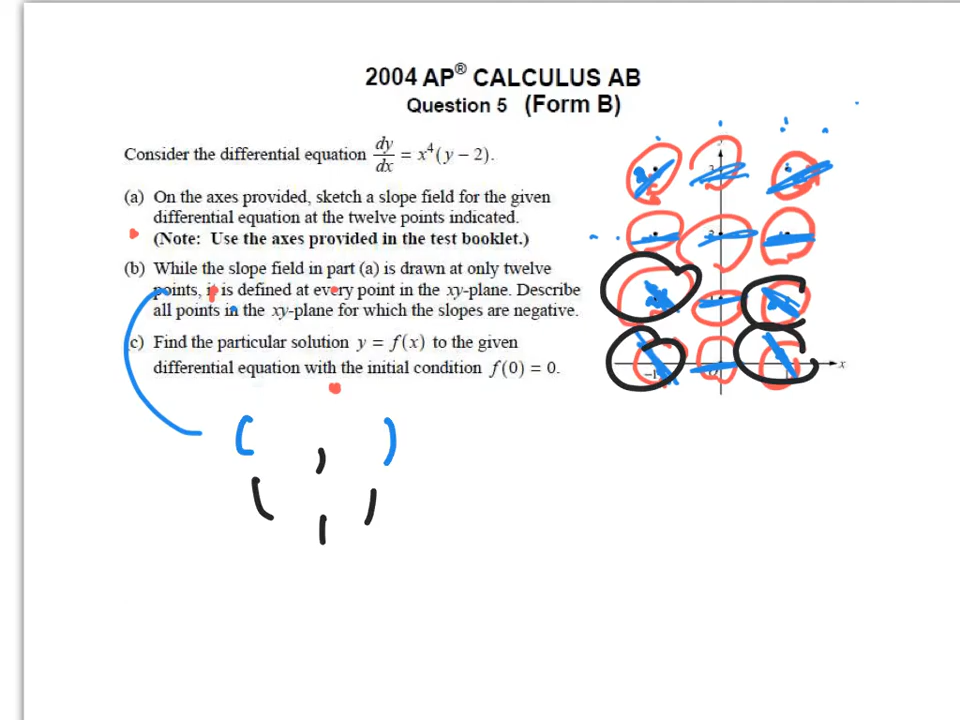 2004 AP® CALCULUS AB
Question 5 (Form B)
Consider the differential equation dy/dx = x⁴(y − 2).
(a) On the axes provided, sketch a slope field for the given
differential equation at the twelve points indicated.
(Note: Use the axes provided in the test booklet.)
(b) While the slope field in part (a) is drawn at only twelve
points, it is defined at every point in the xy-plane. Describe
all points in the xy-plane for which the slopes are negative.
(c) Find the particular solution y = f(x) to the given
differential equation with the initial condition f(0) = 0.
x
−1
( , )
( , )